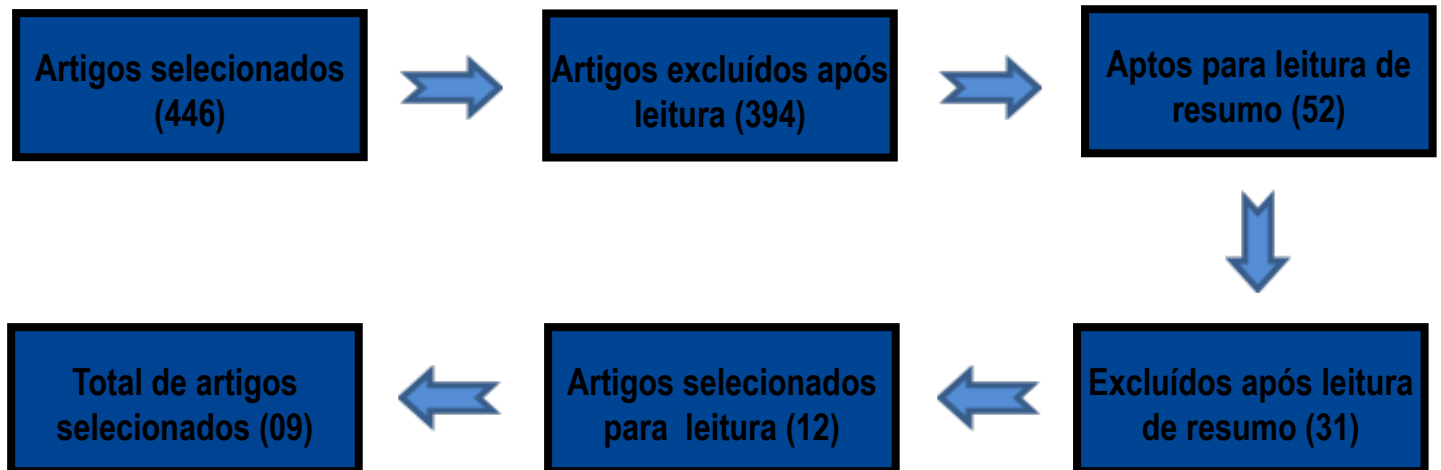 Artigos selecionados
(446)
Artigos excluídos após
leitura (394)
Aptos para leitura de
resumo (52)
Excluídos após leitura
de resumo (31)
Artigos selecionados
para leitura (12)
Total de artigos
selecionados (09)